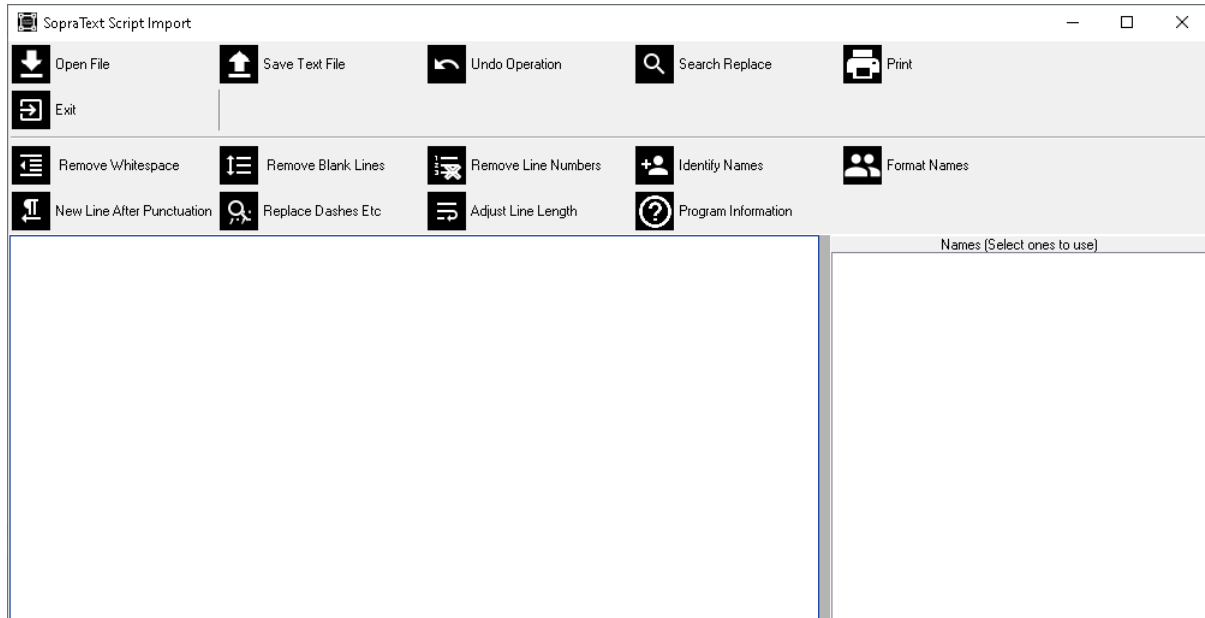 SopraText Script Import
Open File Save Text File Undo Operation Search Replace Print
Exit
Remove Whitespace Remove Blank Lines Remove Line Numbers Identify Names Format Names
New Line After Punctuation Replace Dashes Etc Adjust Line Length Program Information
Names (Select ones to use)